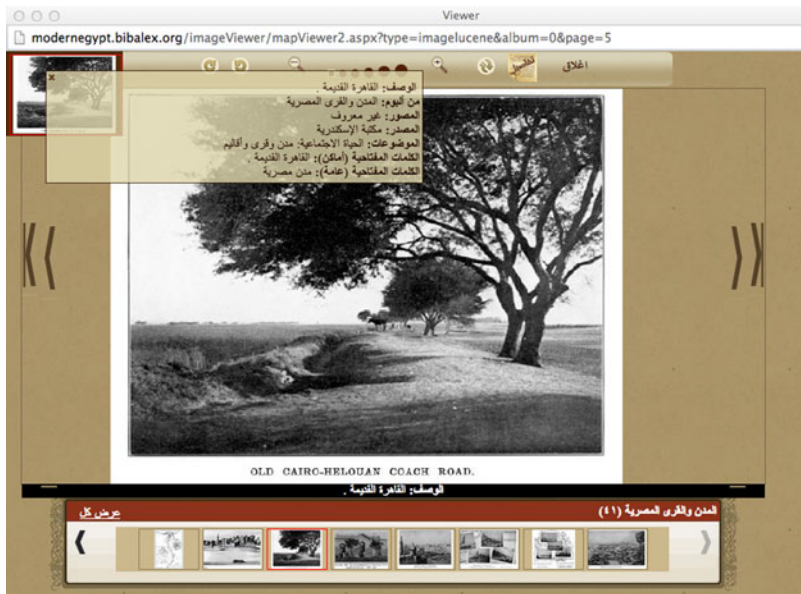 Viewer
modernegypt.bibalex.org/imageViewer/mapViewer2.aspx?type=imagelucene&album=0&page=5
اغلاق
x
الوصف: القاهرة القديمة .
من ألبوم: المدن والقرى المصرية
المصور: غير معروف
المصدر: مكتبة الإسكندرية
الموضوعات: الحياة الاجتماعية: مدن وقرى وأقاليم
الكلمات المفتاحية (أماكن): القاهرة القديمة .
الكلمات المفتاحية (عامة): مدن مصرية
OLD CAIRO-HELOUAN COACH ROAD.
الوصف: القاهرة القديمة .
المدن والقرى المصرية (٤١)
عرض كل